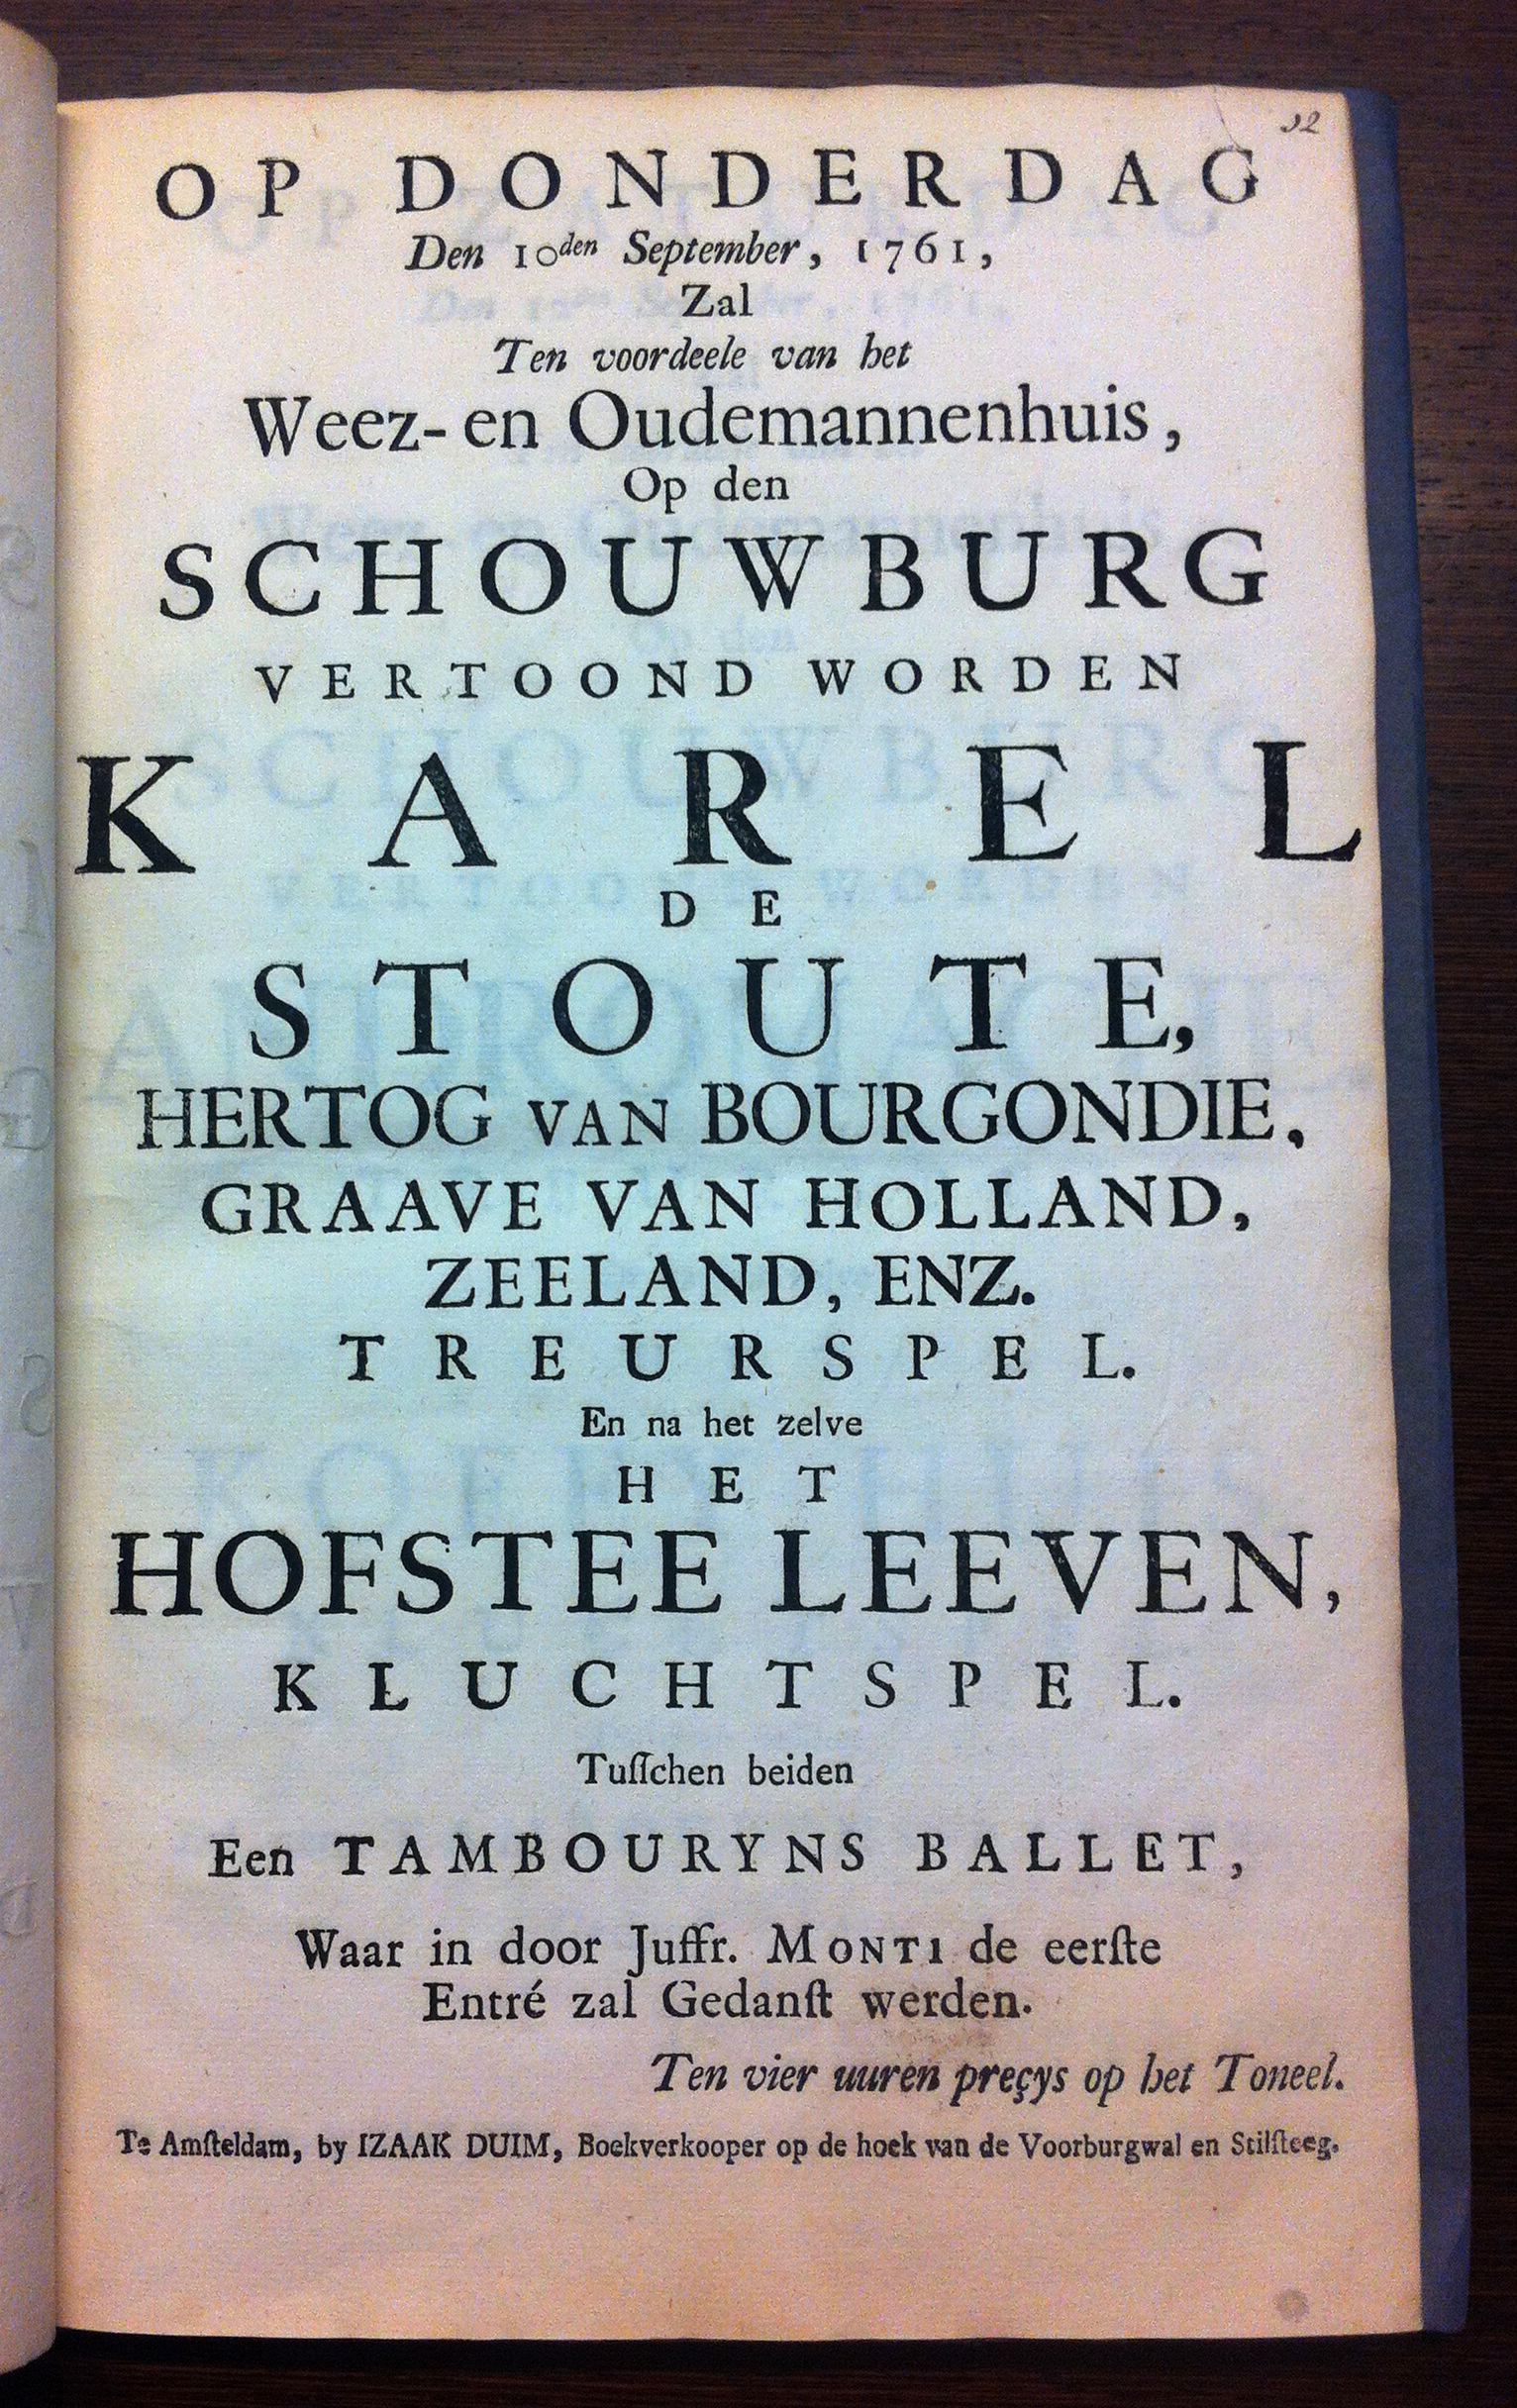 32
OP DONDERDAG
Den 10den September, 1761,
Zal
Ten voordeele van het
Weez- en Oudemannenhuis,
Op den
SCHOUWBURG
VERTOOND WORDEN
KAREL
DE
STOUTE,
HERTOG VAN BOURGONDIE,
GRAAVE VAN HOLLAND,
ZEELAND, ENZ.
TREURSPEL.
En na het zelve
HET
HOFSTEE LEEVEN,
KLUCHTSPEL.
Tuſſchen beiden
Een TAMBOURYNS BALLET,
Waar in door Juffr. MONTI de eerſte
Entré zal Gedanſt werden.
Ten vier uuren preçys op het Toneel.
Te Amſteldam, by IZAAK DUIM, Boekverkooper op de hoek van de Voorburgwal en Stilſteeg.